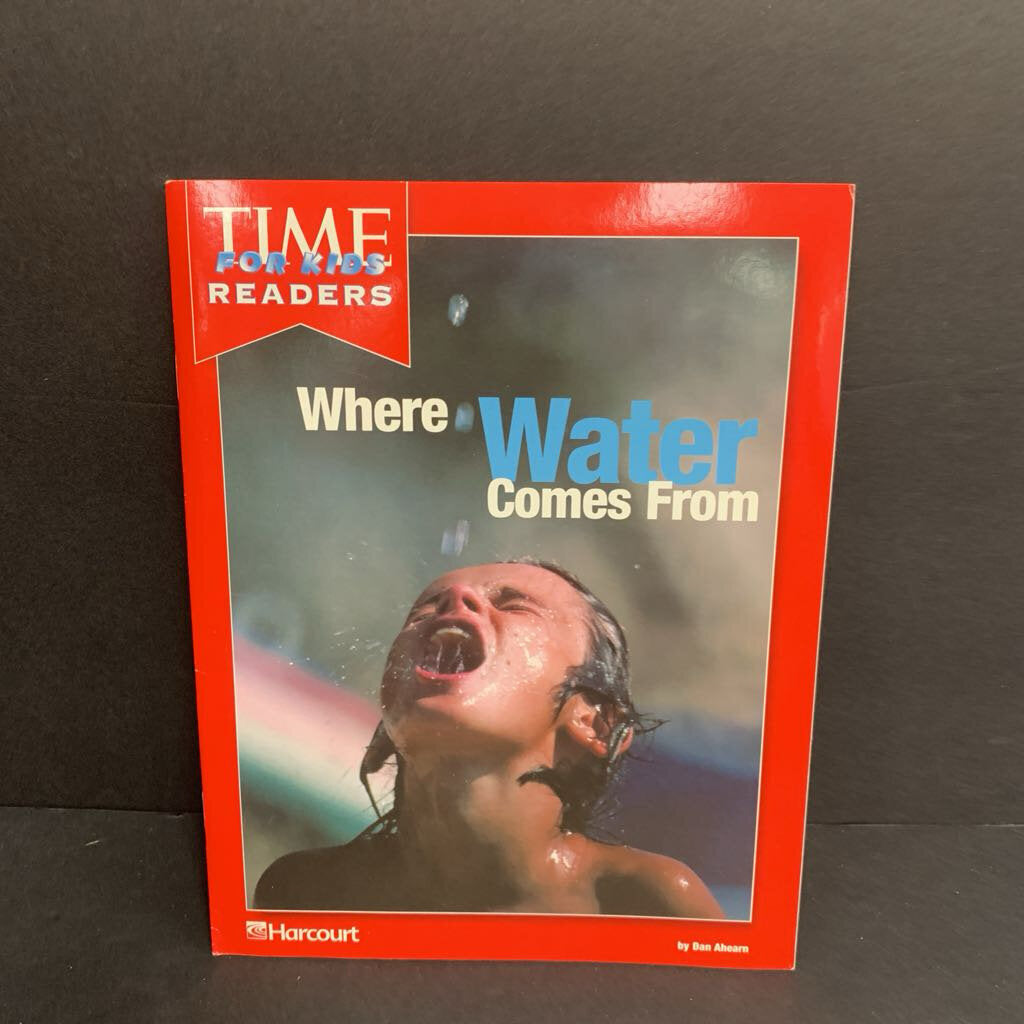 TIME
FOR KIDS
READERS
Where Water
Comes From
Harcourt
by Dan Ahearn